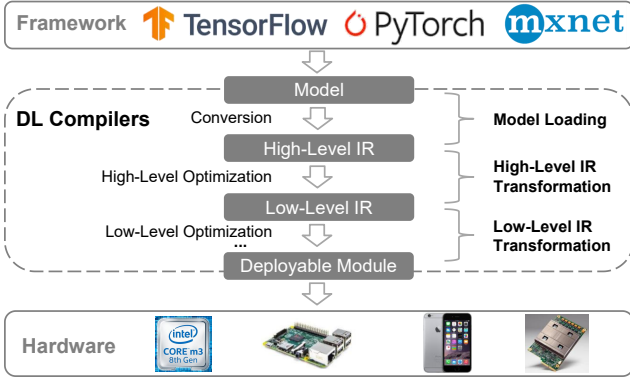 Framework TensorFlow PyTorch mxnet
Model
DL Compilers Conversion Model Loading
High-Level IR
High-Level Optimization High-Level IR
Transformation
Low-Level IR
Low-Level Optimization Low-Level IR
... Transformation
Deployable Module
Hardware
intel
CORE m3
8th Gen